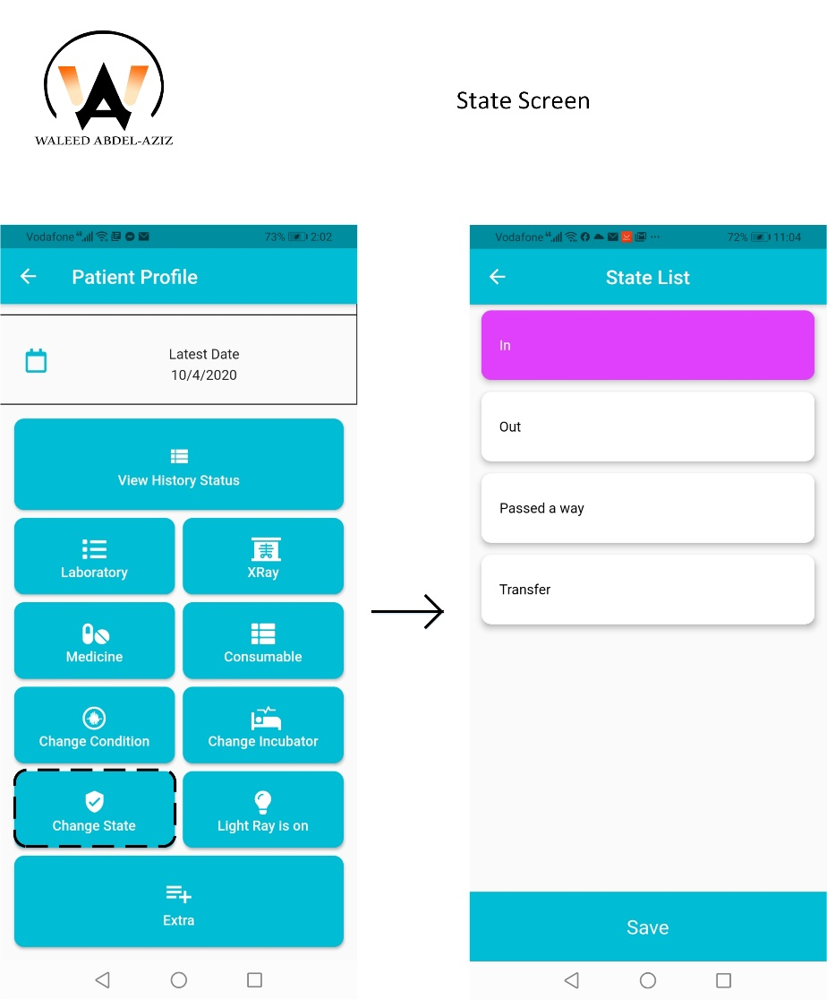 WALEED ABDEL-AZIZ
State Screen
Vodafone 4G 73% 2:02
Patient Profile
Latest Date
10/4/2020
View History Status
Laboratory
XRay
Medicine
Consumable
Change Condition
Change Incubator
Change State
Light Ray is on
Extra
Vodafone 4G 72% 11:04
State List
In
Out
Passed a way
Transfer
Save